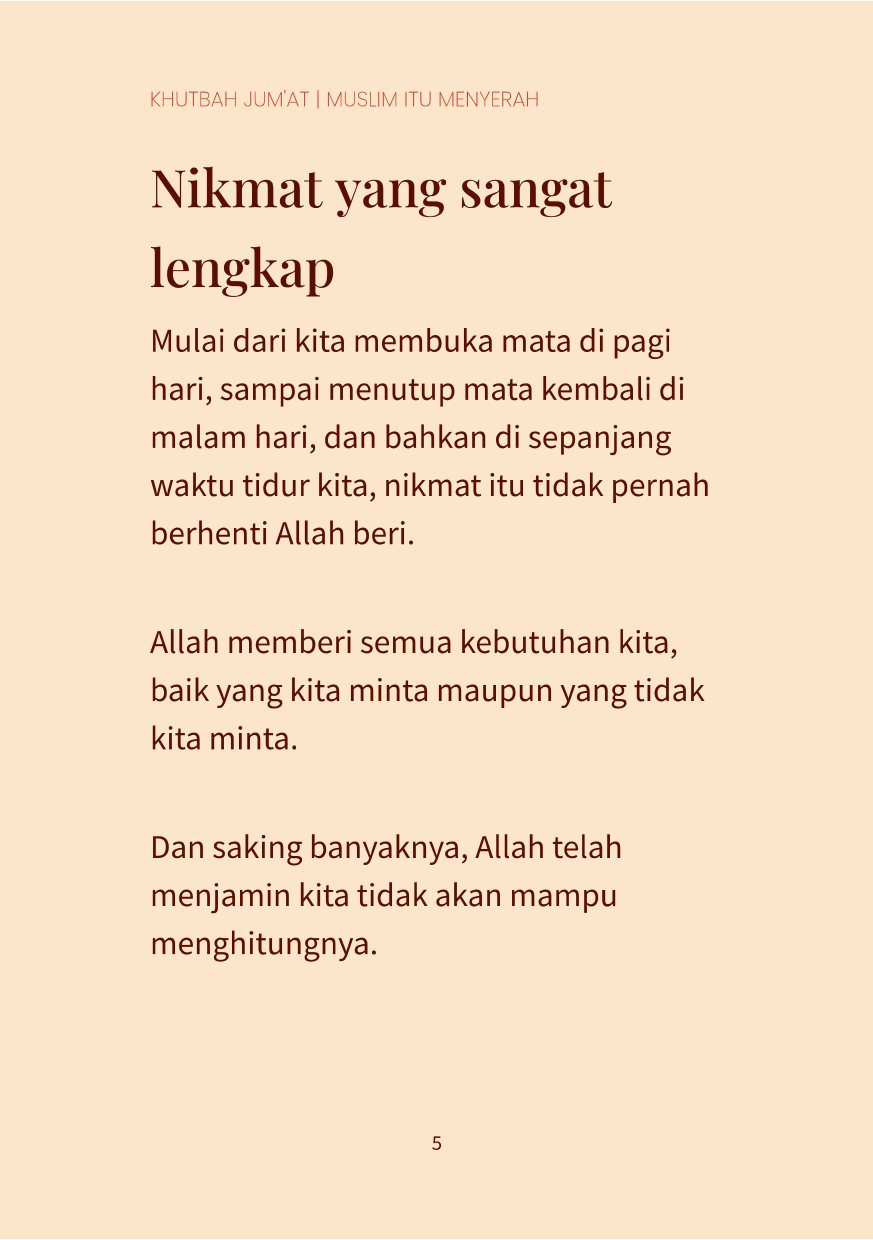 KHUTBAH JUM'AT | MUSLIM ITU MENYERAH
Nikmat yang sangat
lengkap
Mulai dari kita membuka mata di pagi
hari, sampai menutup mata kembali di
malam hari, dan bahkan di sepanjang
waktu tidur kita, nikmat itu tidak pernah
berhenti Allah beri.
Allah memberi semua kebutuhan kita,
baik yang kita minta maupun yang tidak
kita minta.
Dan saking banyaknya, Allah telah
menjamin kita tidak akan mampu
menghitungnya.
5